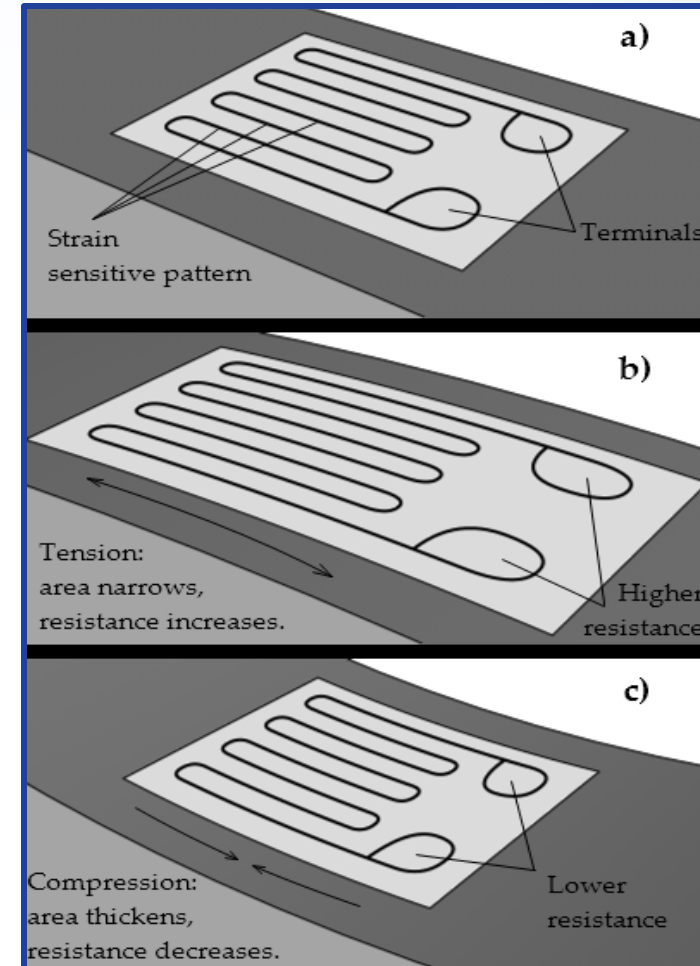 a)
Strain
sensitive pattern
Terminals
b)
Tension:
area narrows,
resistance increases.
Higher
resistance
c)
Compression:
area thickens,
resistance decreases.
Lower
resistance